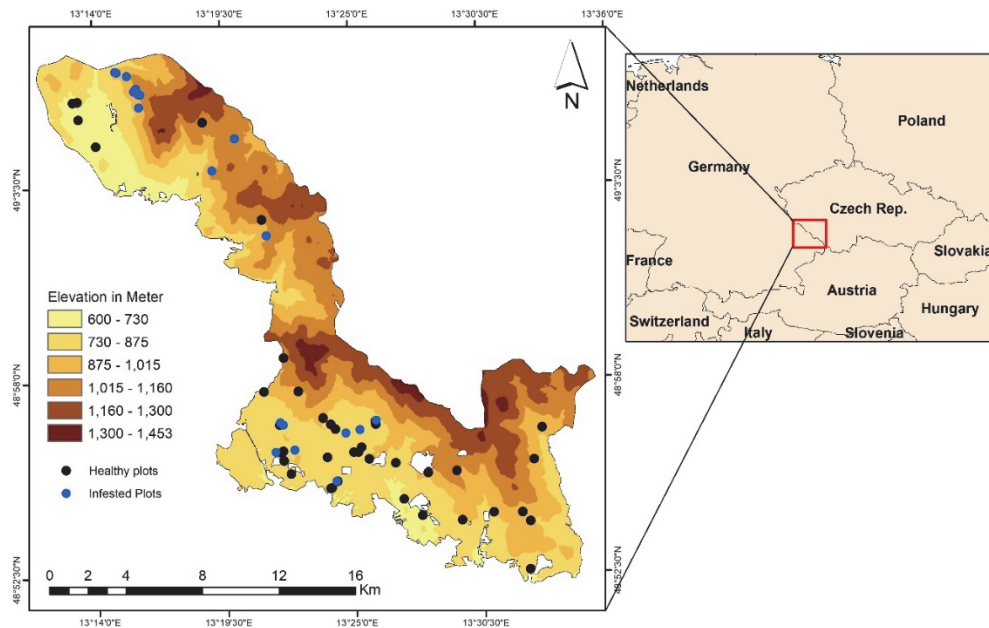 13°14'0"E 13°19'30"E 13°25'0"E 13°30'30"E 13°36'0"E
N
Netherlands
Poland
Germany
Czech Rep.
Slovakia
France
Austria
Hungary
Switzerland
Italy
Slovenia
49°3'30"N
48°58'0"N
48°52'30"N
49°3'30"N
48°58'0"N
48°52'30"N
Elevation in Meter
600 - 730
730 - 875
875 - 1,015
1,015 - 1,160
1,160 - 1,300
1,300 - 1,453
Healthy plots
Infested Plots
0 2 4 8 12 16
Km
13°14'0"E 13°19'30"E 13°25'0"E 13°30'30"E